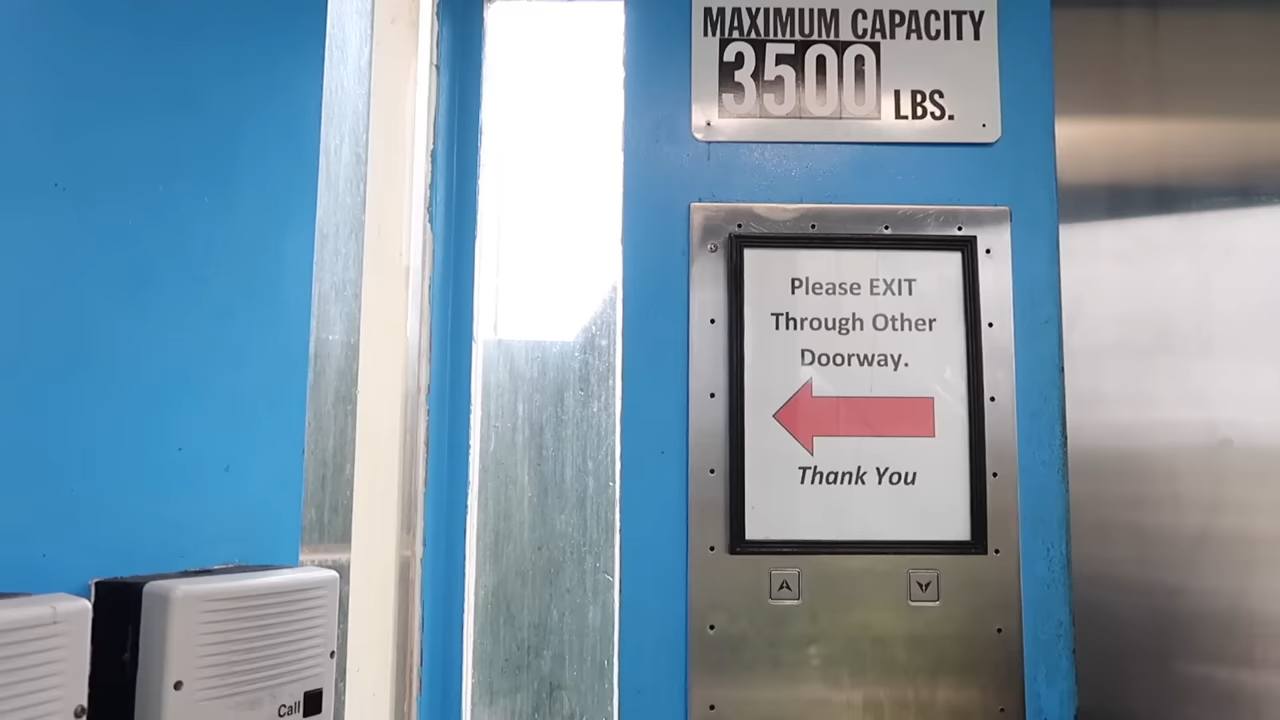 MAXIMUM CAPACITY
3500 LBS.
Please EXIT
Through Other
Doorway.
Thank You
Call